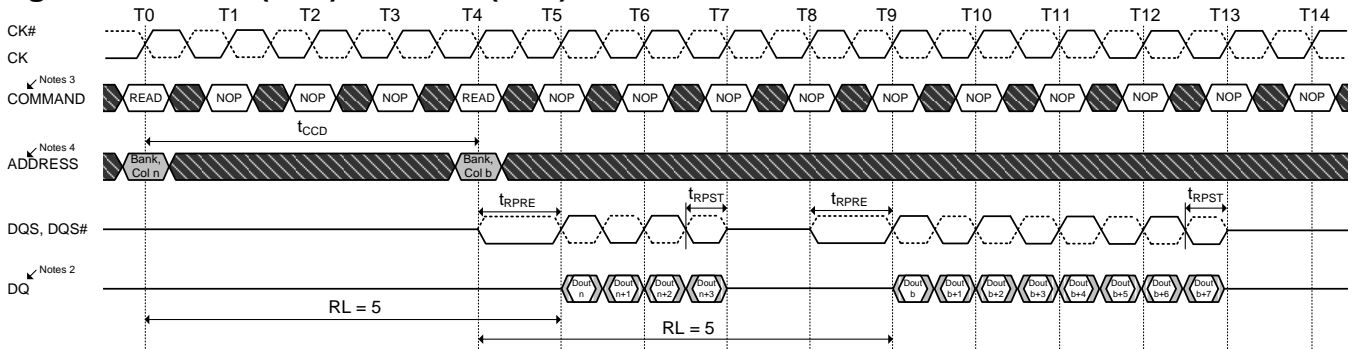 T0 T1 T2 T3 T4 T5 T6 T7 T8 T9 T10 T11 T12 T13 T14
CK#
CK
Notes 3
COMMAND READ NOP NOP NOP READ NOP NOP NOP NOP NOP NOP NOP NOP NOP NOP
tCCD
Notes 4
ADDRESS Bank, Col n Bank, Col b
tRPRE tRPST tRPRE tRPST
DQS, DQS#
Notes 2
DQ Dout n Dout n+1 Dout n+2 Dout n+3 Dout b Dout b+1 Dout b+2 Dout b+3 Dout b+4 Dout b+5 Dout b+6 Dout b+7
RL = 5
RL = 5